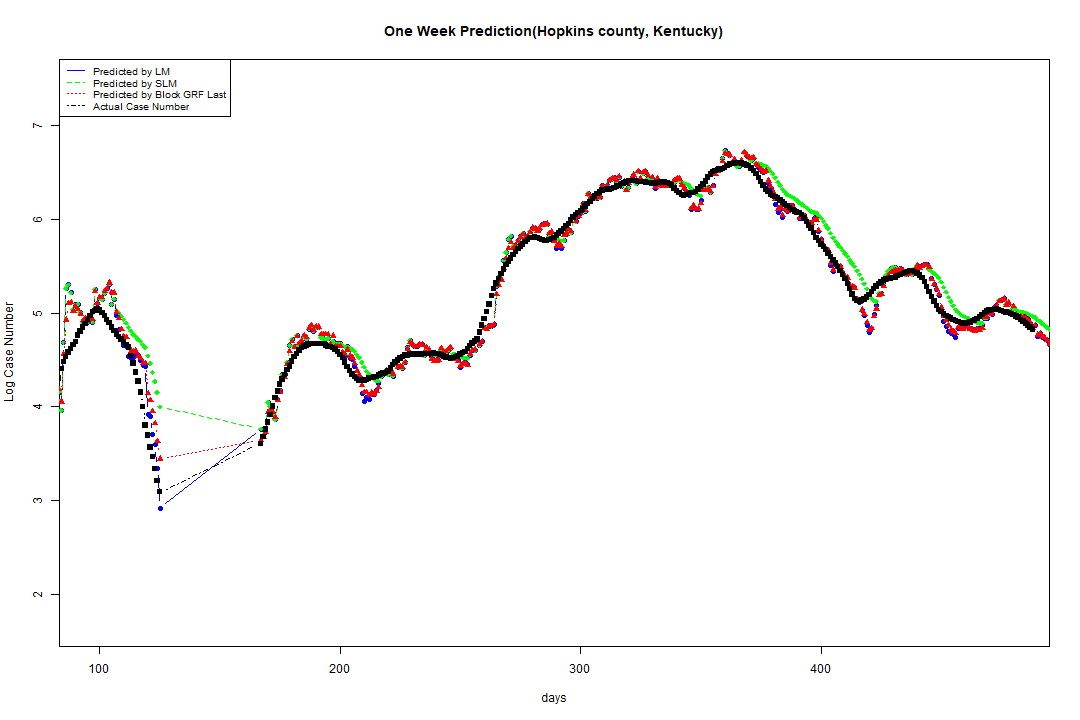 One Week Prediction(Hopkins county, Kentucky)
Predicted by LM
Predicted by SLM
Predicted by Block GRF Last
Actual Case Number
Log Case Number
7
6
5
4
3
2
100 200 300 400
days